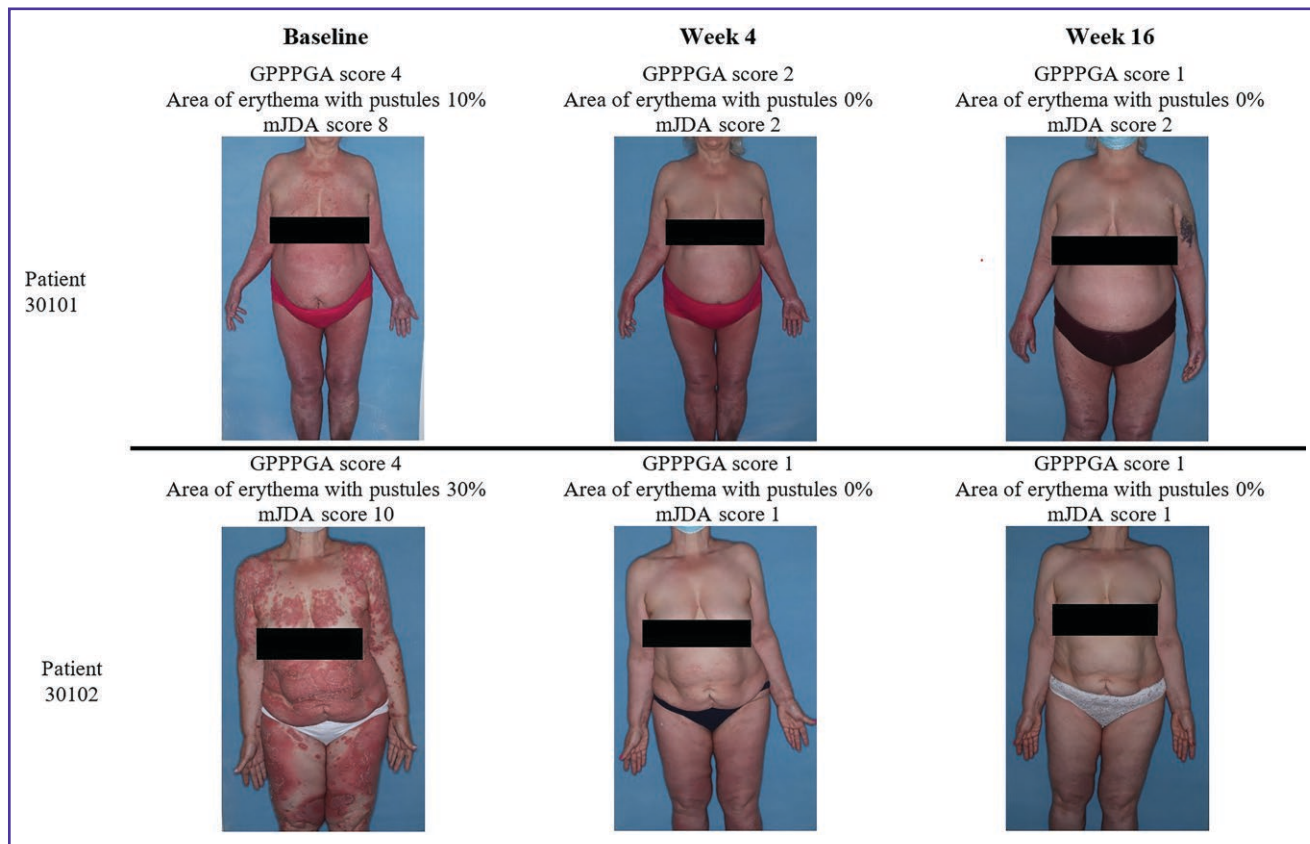 Baseline
Week 4
Week 16
GPPPGA score 4
Area of erythema with pustules 10%
mJDA score 8
GPPPGA score 2
Area of erythema with pustules 0%
mJDA score 2
GPPPGA score 1
Area of erythema with pustules 0%
mJDA score 2
Patient
30101
GPPPGA score 4
Area of erythema with pustules 30%
mJDA score 10
GPPPGA score 1
Area of erythema with pustules 0%
mJDA score 1
GPPPGA score 1
Area of erythema with pustules 0%
mJDA score 1
Patient
30102